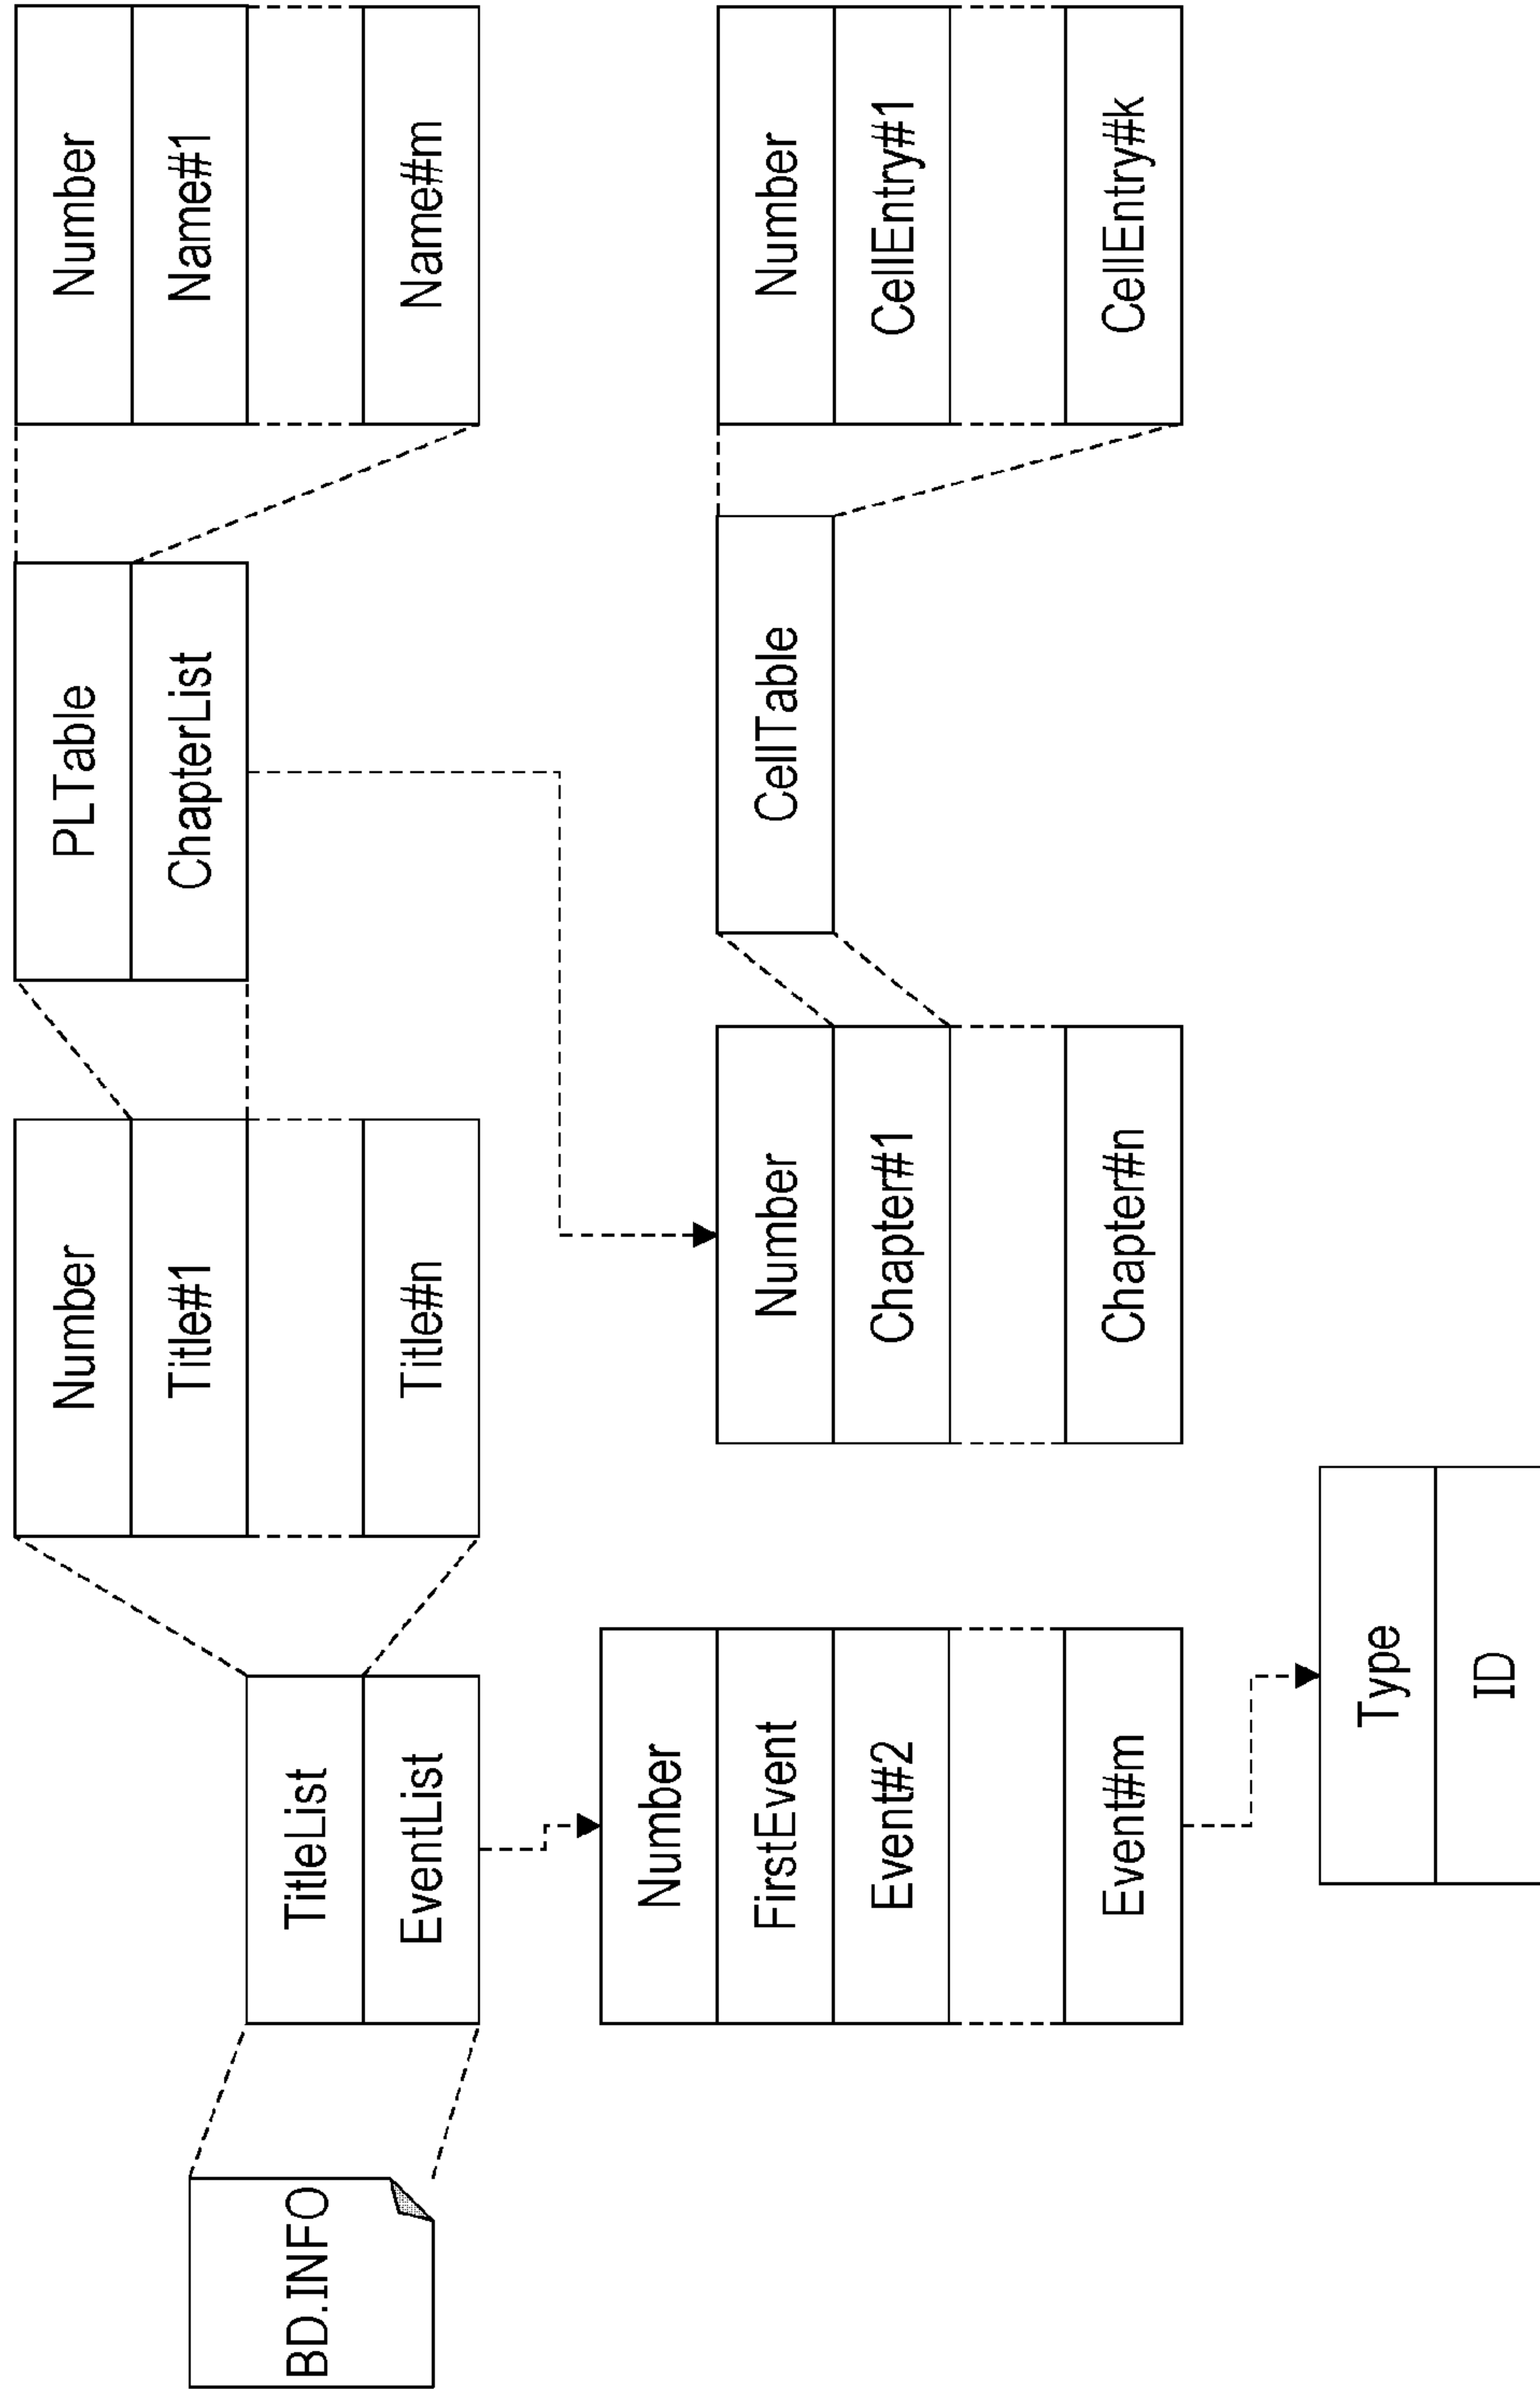 BD.INFO
TitleList
EventList
Number
Title#1
Title#n
PLTable
ChapterList
Number
Name#1
Name#m
Number
FirstEvent
Event#2
Event#m
Number
Chapter#1
Chapter#n
CellTable
Number
CellEntry#1
CellEntry#k
Type
ID